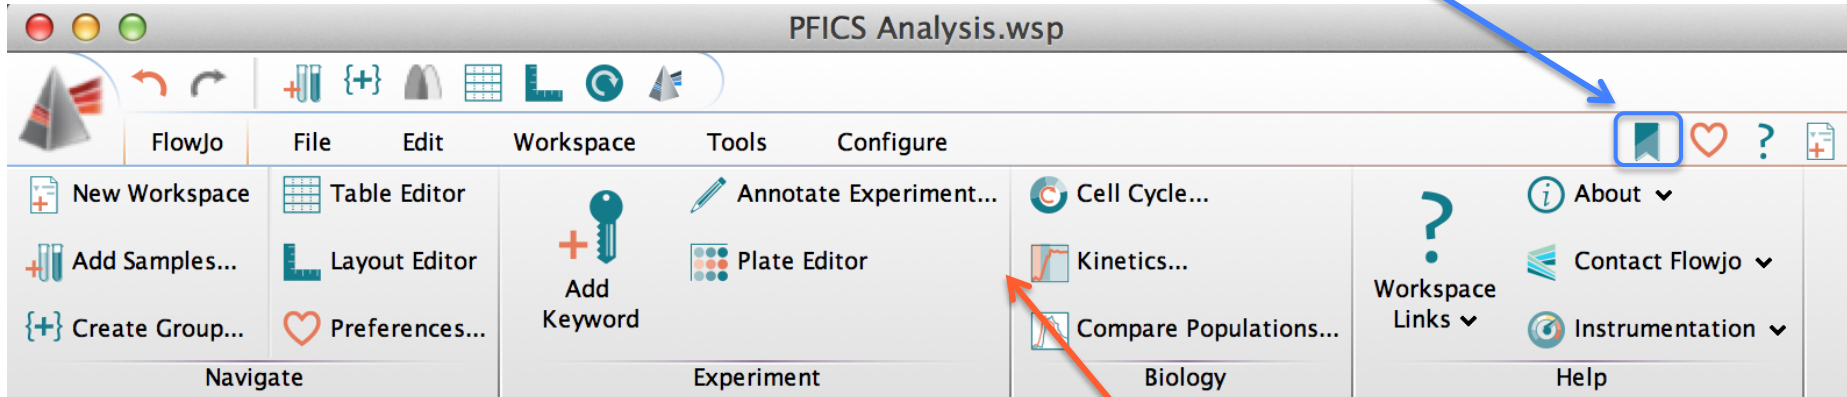 PFICS Analysis.wsp
FlowJo File Edit Workspace Tools Configure
New Workspace Table Editor Annotate Experiment... Cell Cycle... About
Add Samples... Layout Editor Plate Editor Kinetics... Contact FlowJo
Add Workspace
Create Group... Preferences... Keyword Compare Populations... Links Instrumentation
Navigate Experiment Biology Help